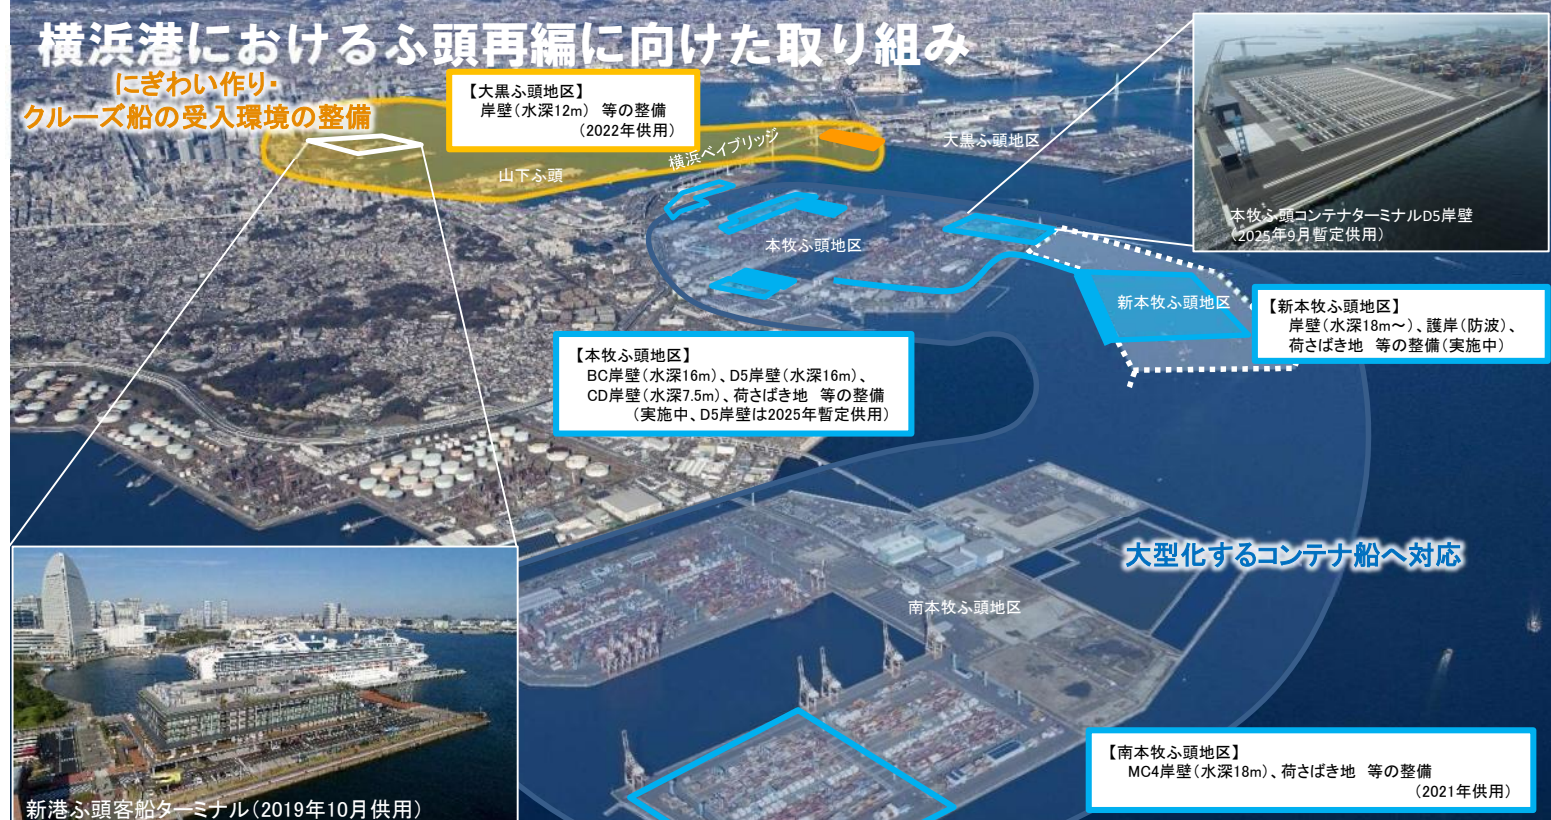 横浜港におけるふ頭再編に向けた取り組み
にぎわい作り・
クルーズ船の受入環境の整備
【大黒ふ頭地区】
岸壁(水深12m) 等の整備
(2022年供用)
横浜ベイブリッジ
大黒ふ頭地区
山下ふ頭
本牧ふ頭コンテナターミナルD5岸壁
(2025年9月暫定供用)
本牧ふ頭地区
新本牧ふ頭地区
【新本牧ふ頭地区】
岸壁(水深18m~)、護岸(防波)、
荷さばき地 等の整備(実施中)
【本牧ふ頭地区】
BC岸壁(水深16m)、D5岸壁(水深16m)、
CD岸壁(水深7.5m)、荷さばき地 等の整備
(実施中、D5岸壁は2025年暫定供用)
大型化するコンテナ船へ対応
南本牧ふ頭地区
【南本牧ふ頭地区】
MC4岸壁(水深18m)、荷さばき地 等の整備
(2021年供用)
新港ふ頭客船ターミナル(2019年10月供用)